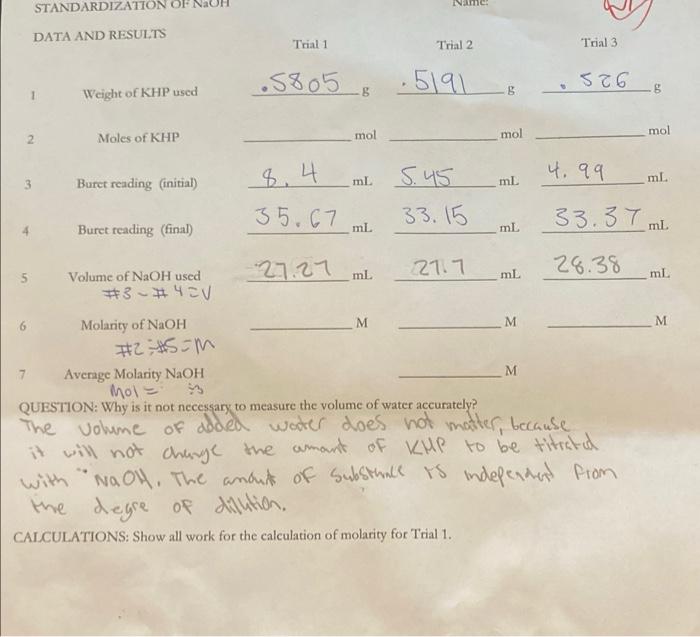 STANDARDIZATION OF NaOH Name:
DATA AND RESULTS
Trial 1 Trial 2 Trial 3
1 Weight of KHP used .5805 g .5191 g .526 g
2 Moles of KHP mol mol mol
3 Buret reading (initial) 8.4 mL 5.45 mL 4.99 mL
4 Buret reading (final) 35.67 mL 33.15 mL 33.37 mL
5 Volume of NaOH used 27.27 mL 27.7 mL 28.38 mL
#3-#4=V
6 Molarity of NaOH M M M
#2÷#5=M
7 Average Molarity NaOH M
Mol = ÷3
QUESTION: Why is it not necessary to measure the volume of water accurately?
The volume of added water does not matter, because
it will not change the amount of KHP to be titrated
with NaOH. The amount of substance is independent from
the degre of dillution.
CALCULATIONS: Show all work for the calculation of molarity for Trial 1.